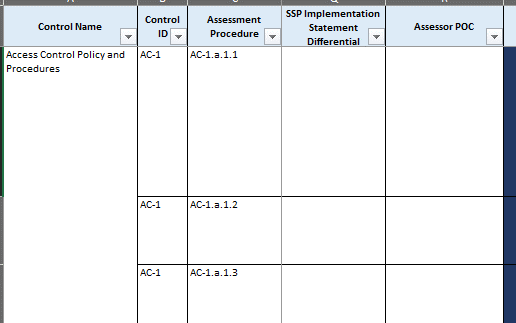 Control Name
Control
ID
Assessment
Procedure
SSP Implementation
Statement
Differential
Assessor POC
Access Control Policy and
Procedures
AC-1
AC-1.a.1.1
AC-1
AC-1.a.1.2
AC-1
AC-1.a.1.3